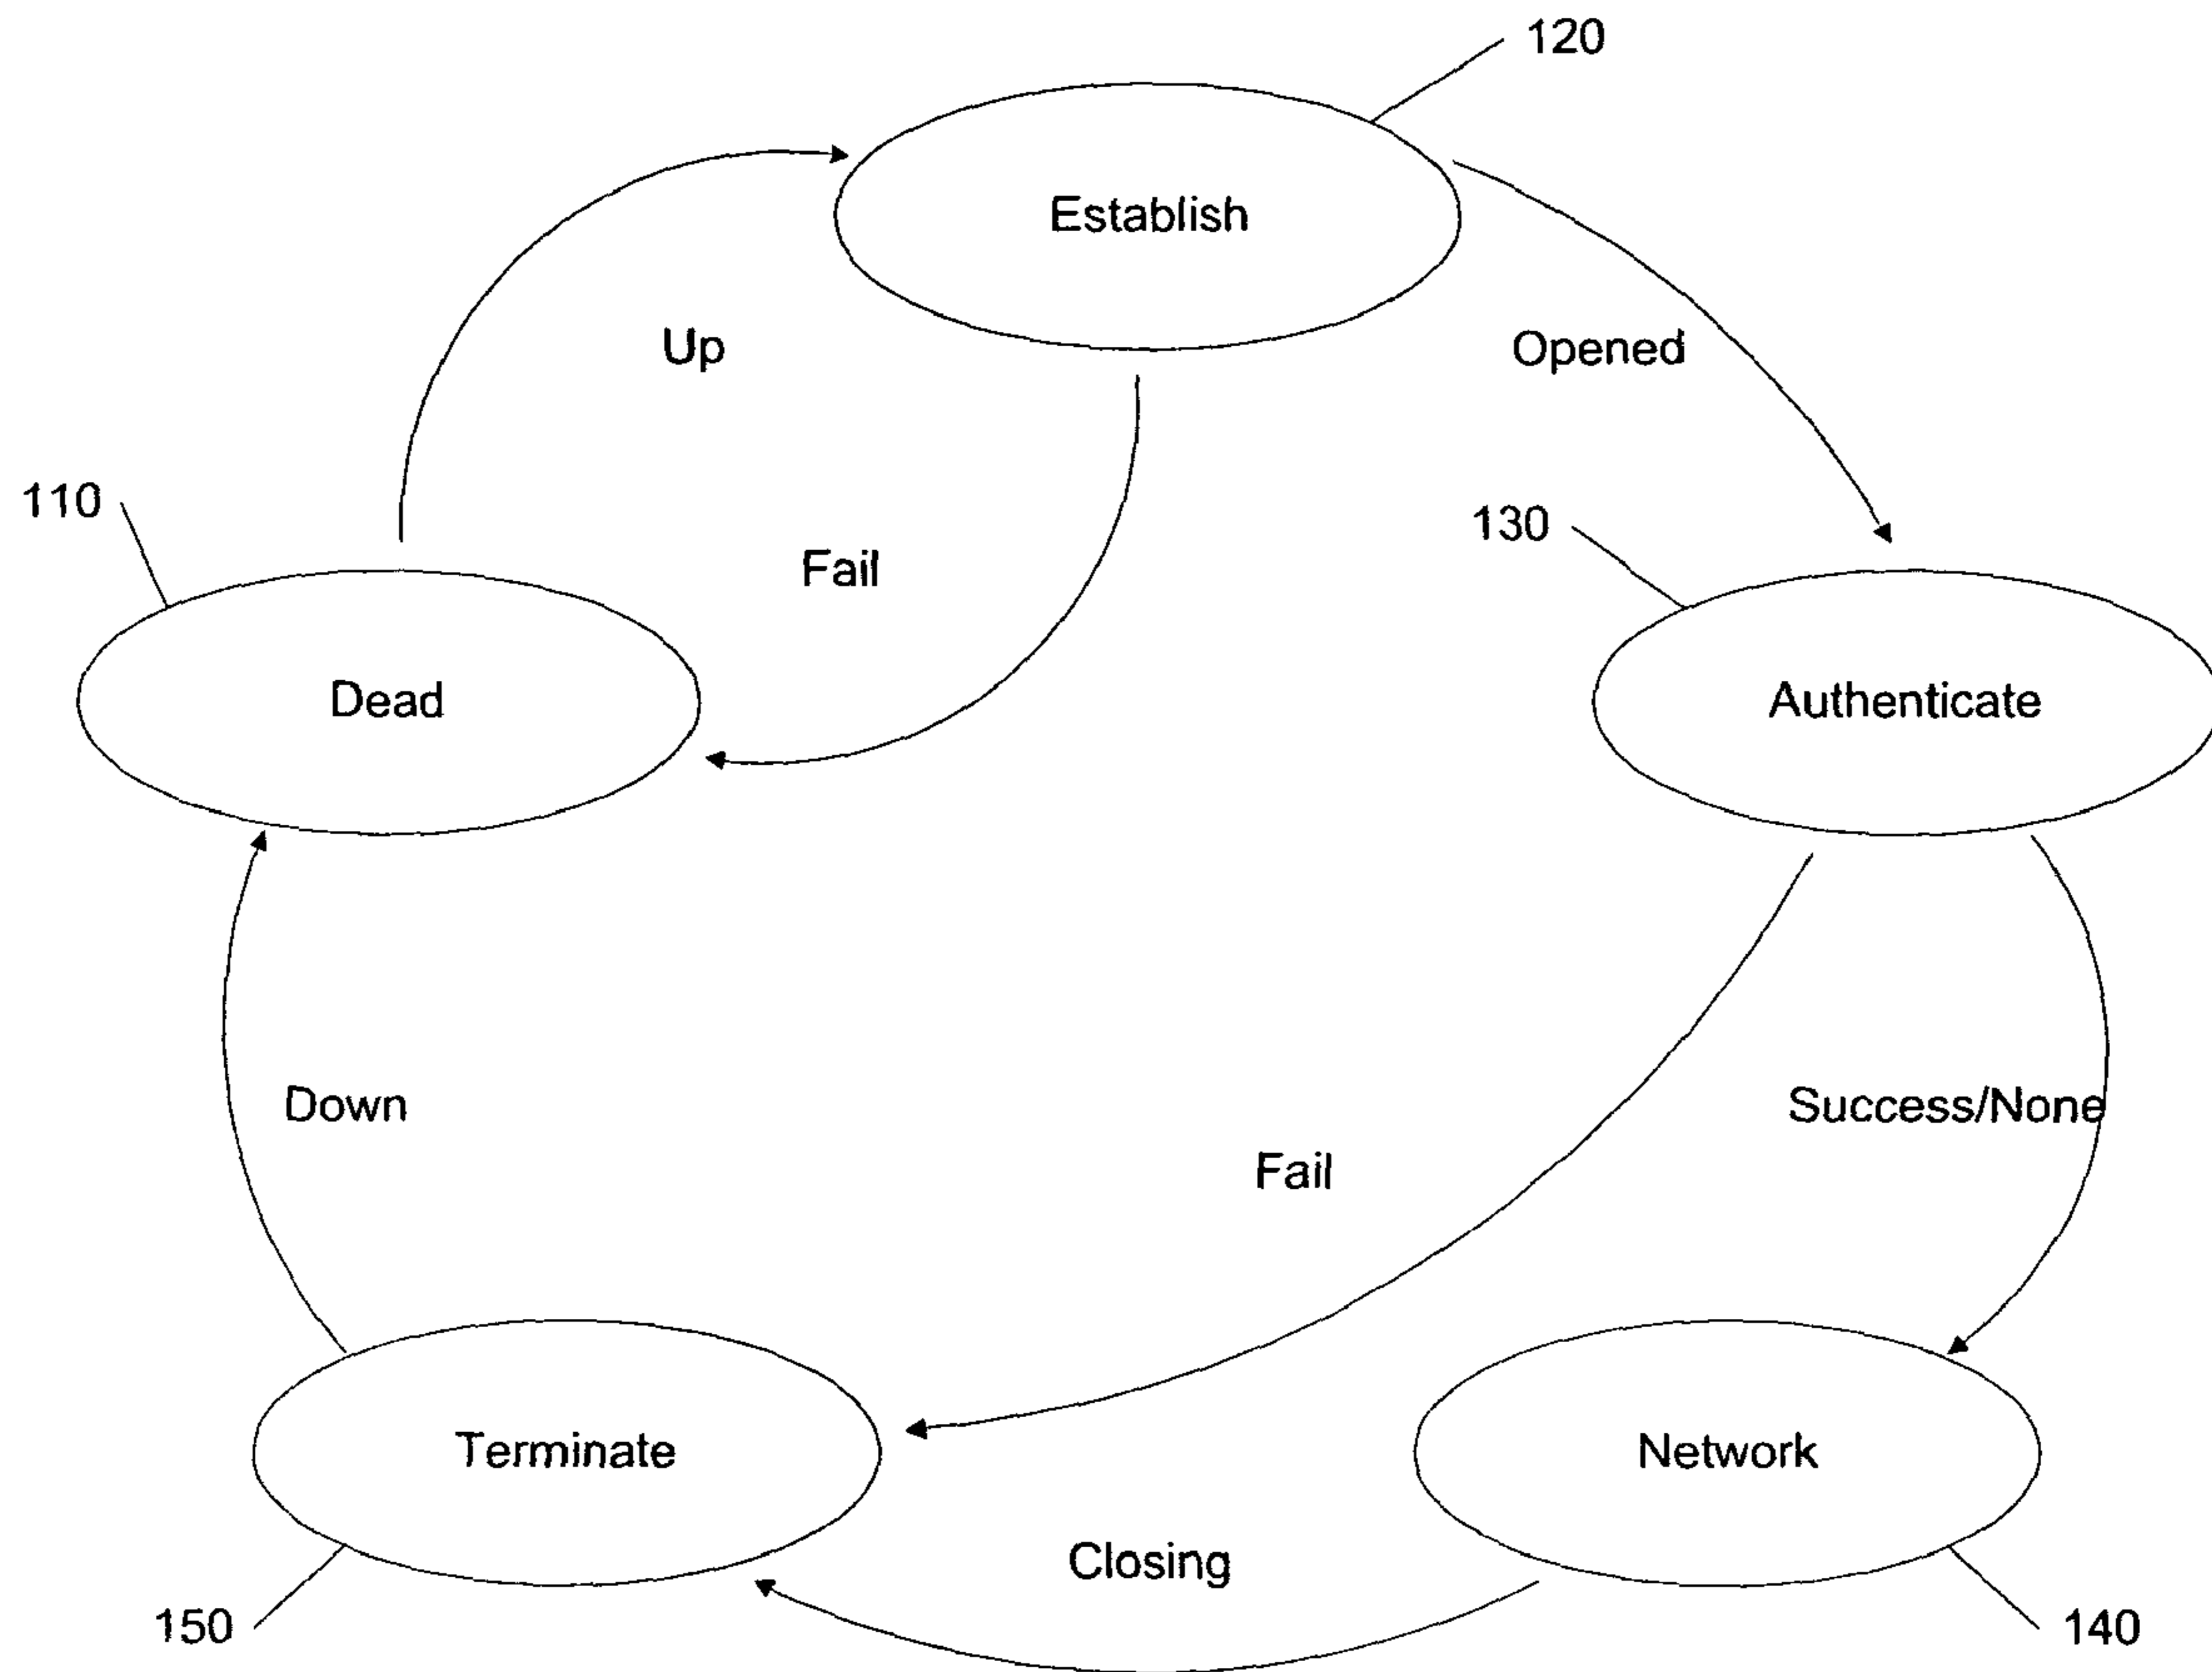 120
Establish
Up
Opened
110
130
Fail
Dead
Authenticate
Down
Success/None
Fail
Terminate
Network
Closing
150
140